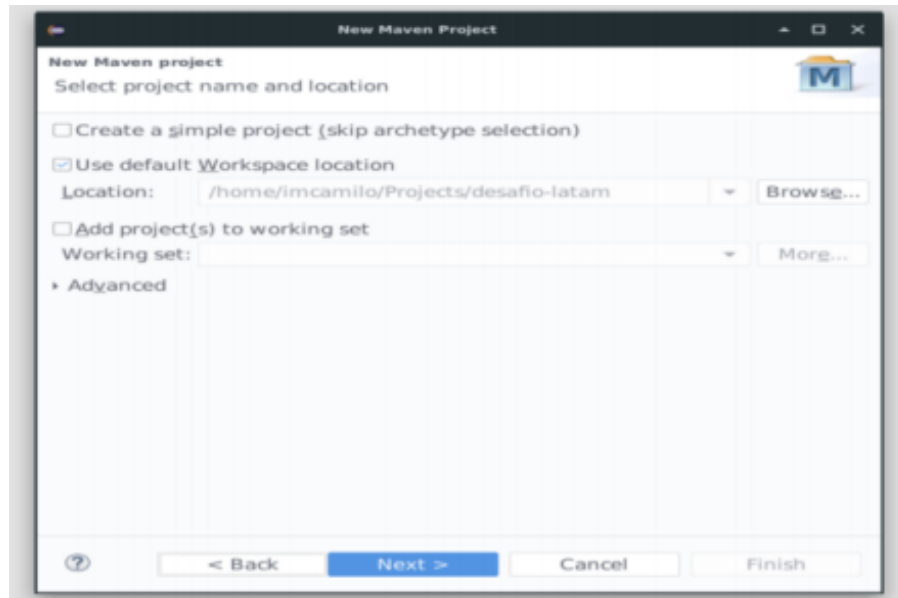 New Maven Project
New Maven project
M
Select project name and location
Create a simple project (skip archetype selection)
Use default Workspace location
Location: /home/imcamilo/Projects/desafio-latam Browse...
Add project(s) to working set
Working set: More...
Advanced
? < Back Next > Cancel Finish